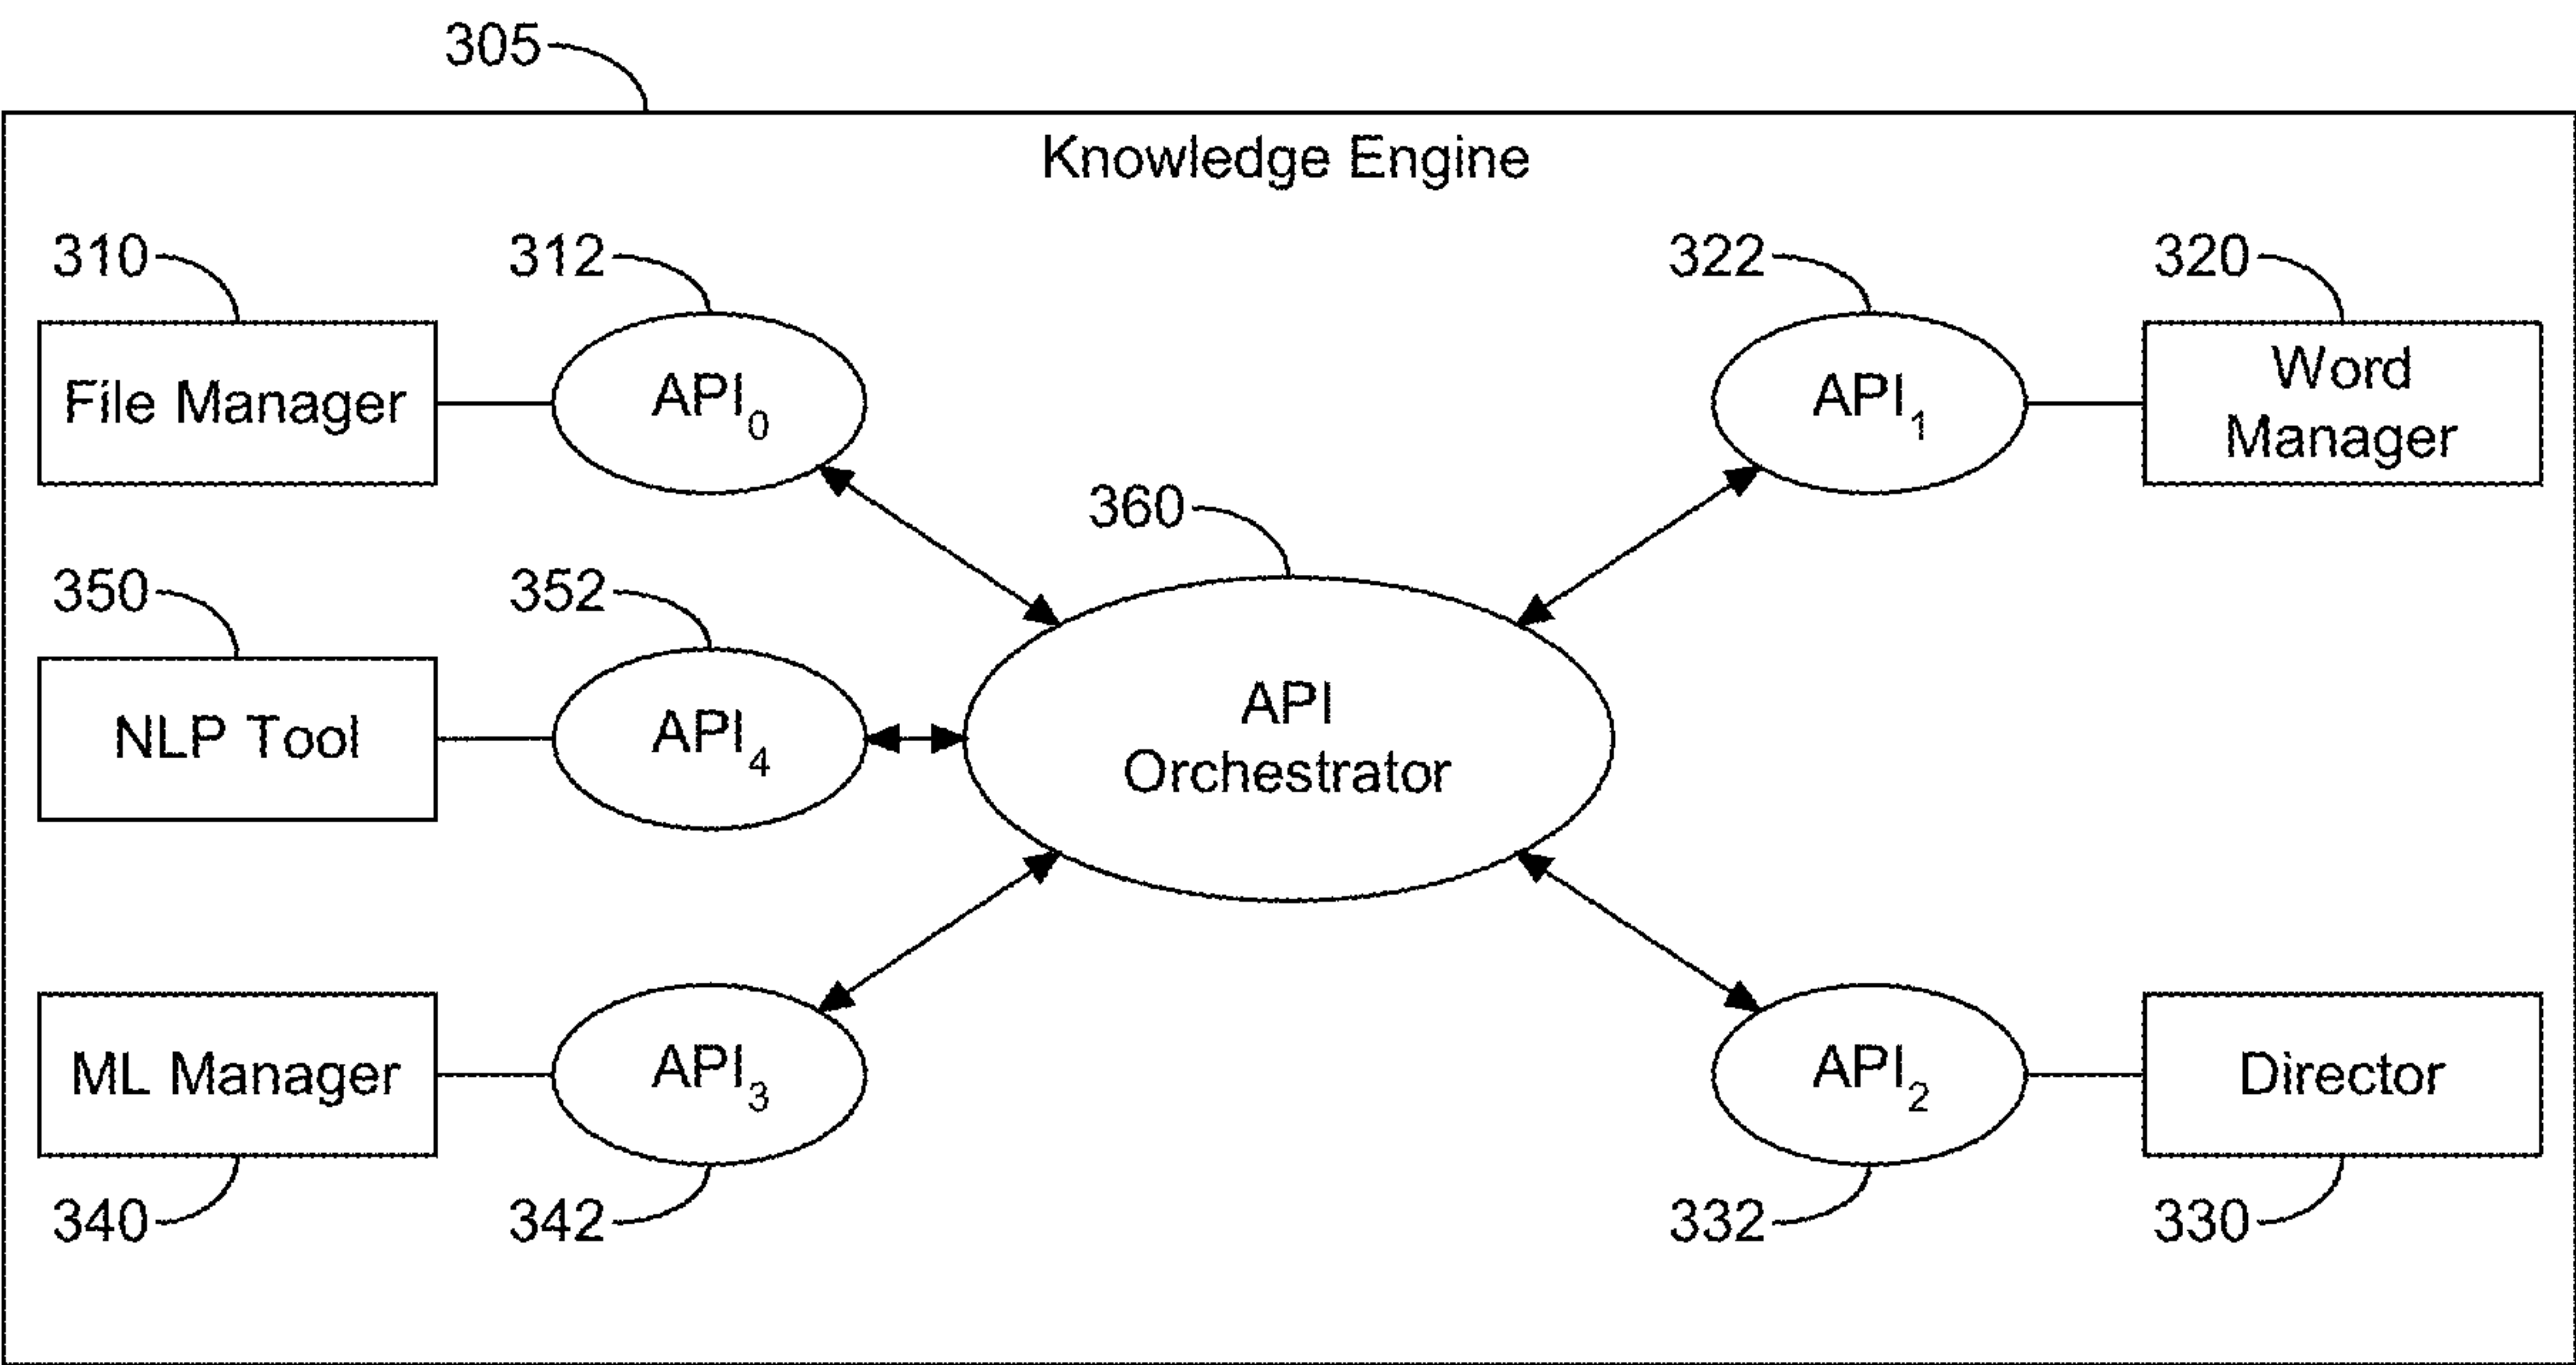 305
Knowledge Engine
310
312
322
320
File Manager
API₀
API₁
Word
Manager
360
350
352
NLP Tool
API₄
API
Orchestrator
ML Manager
API₃
API₂
Director
340
342
332
330